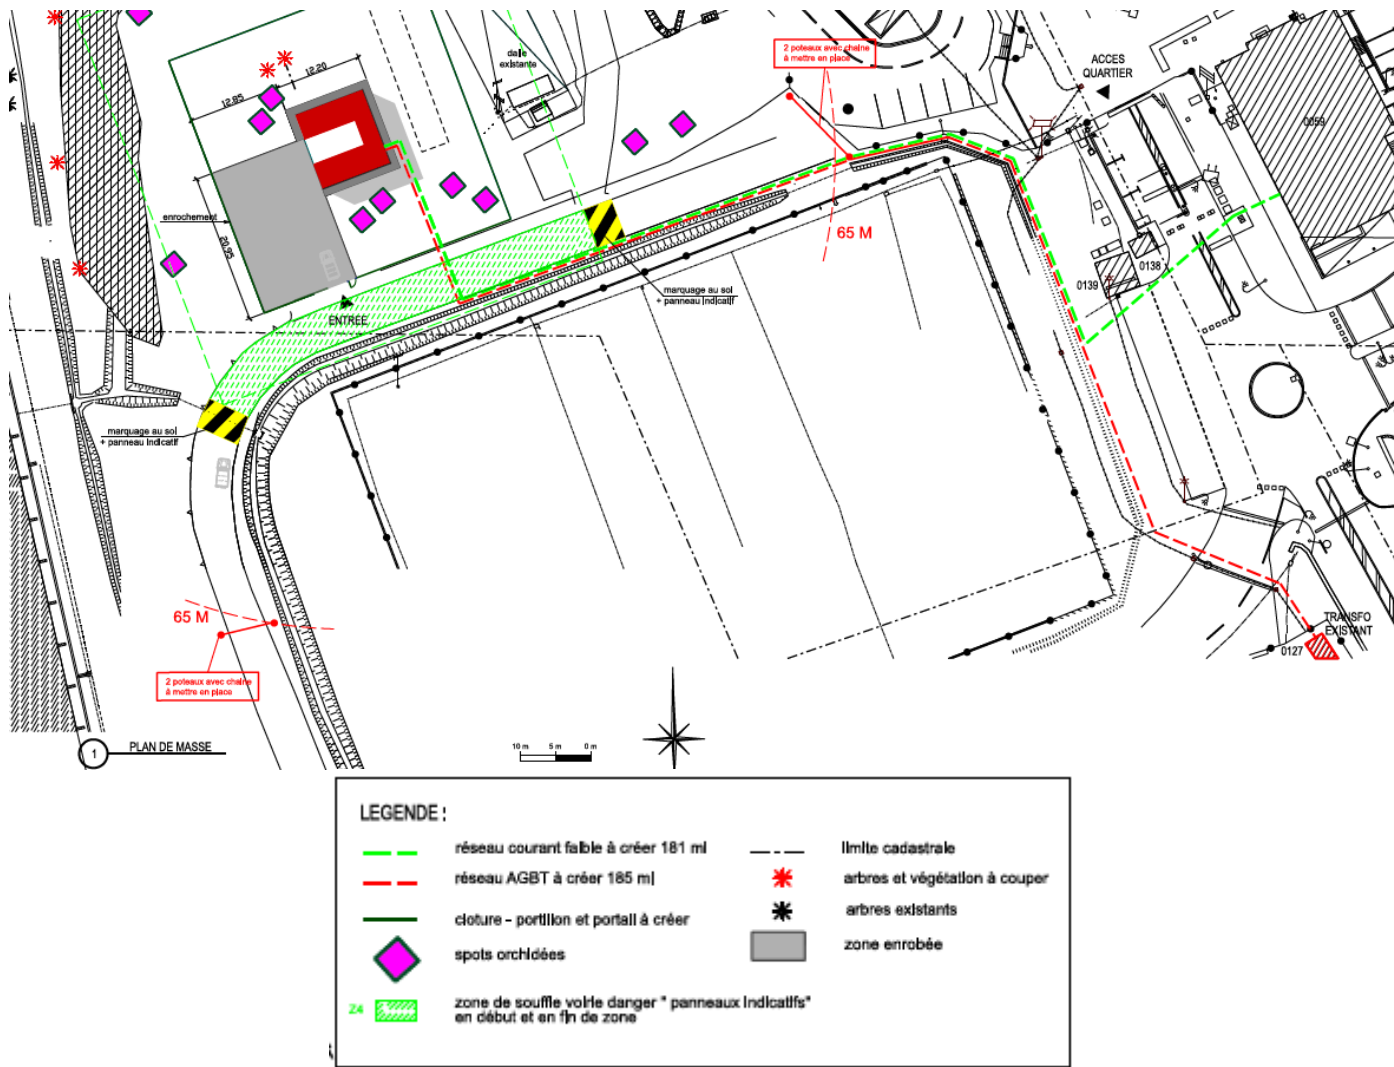 2 poteaux avec chaîne
à mettre en place
ACCES
QUARTIER
dalle
existante
12.20
12.85
0059
enrochement
20.95
65 M
0138
0139
marquage au sol
+ panneau indicatif
ENTREE
marquage au sol
+ panneau indicatif
65 M
TRANSFO
EXISTANT
0127
2 poteaux avec chaîne
à mettre en place
1
PLAN DE MASSE
10 m 5 m 0 m
LEGENDE :
réseau courant faible à créer 181 ml
limite cadastrale
réseau AGBT à créer 185 ml
arbres et végétation à couper
cloture - portillon et portail à créer
arbres existants
spots orchidées
zone enrobée
Z4
zone de souffle voirie danger " panneaux indicatifs"
en début et en fin de zone